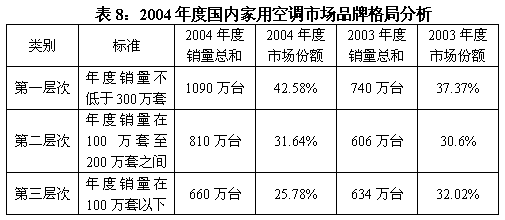 表 8：2004 年度国内家用空调市场品牌格局分析
类别 标准 2004 年度销量总和 2004 年度市场份额 2003 年度销量总和 2003 年度市场份额
第一层次 年度销量不低于 300 万套 1090 万台 42.58% 740 万台 37.37%
第二层次 年度销量在 100 万套至 200 万套之间 810 万台 31.64% 606 万台 30.6%
第三层次 年度销量在 100 万套以下 660 万台 25.78% 634 万台 32.02%